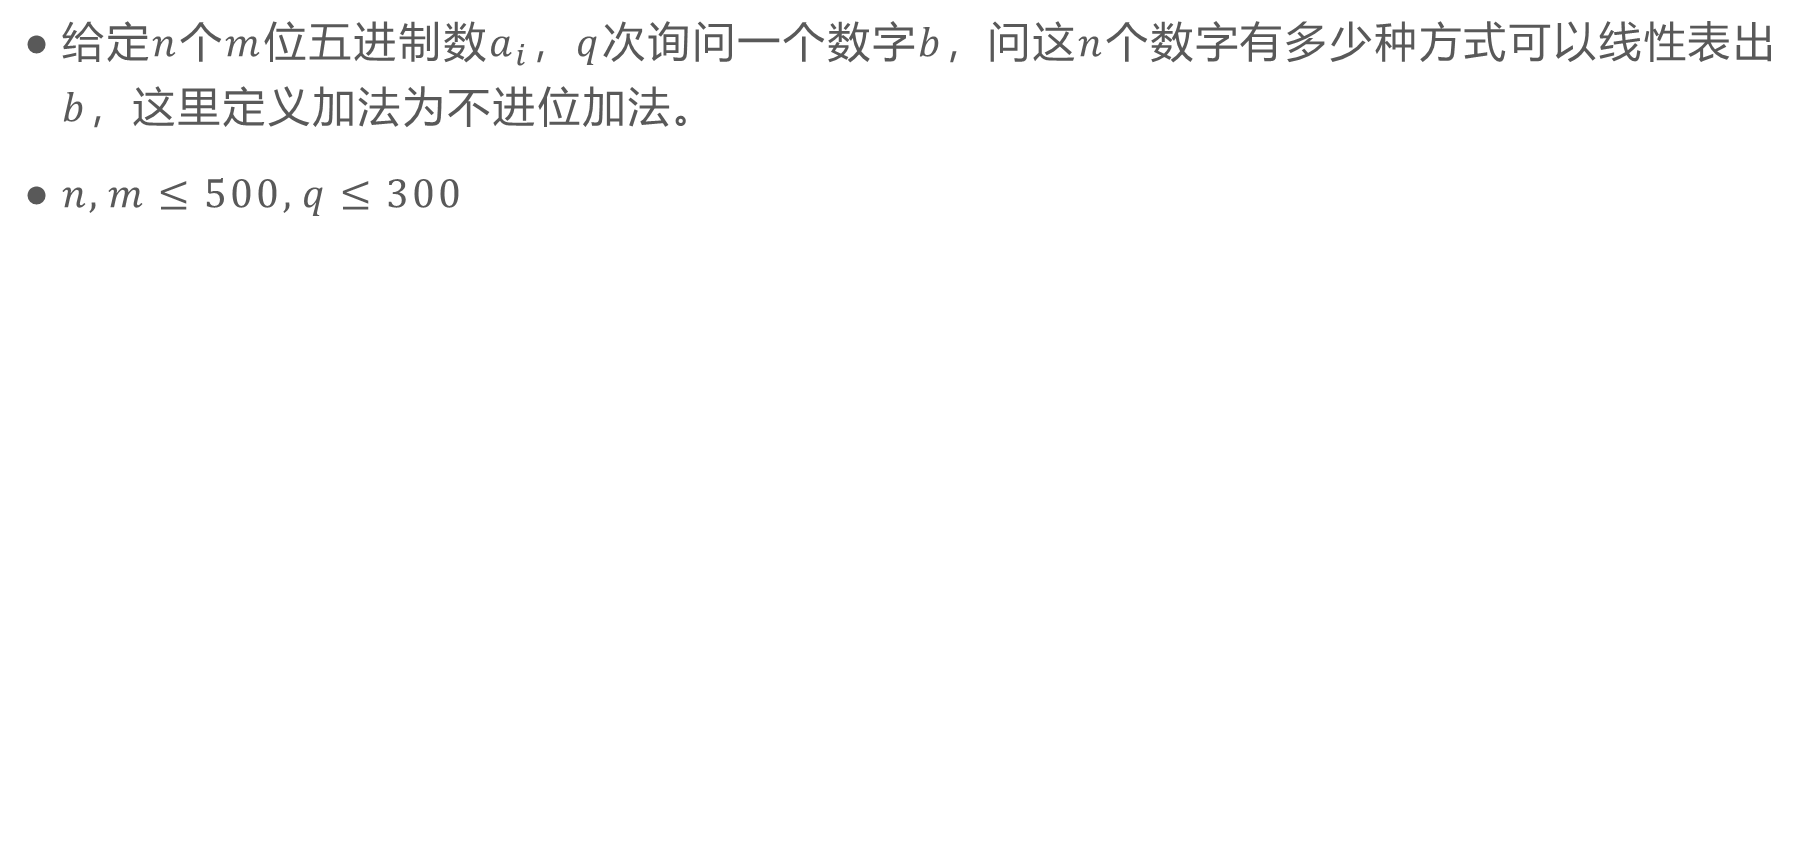 • 给定n个m位五进制数aᵢ，q次询问一个数字b，问这n个数字有多少种方式可以线性表出
b，这里定义加法为不进位加法。
• n, m ≤ 500, q ≤ 300